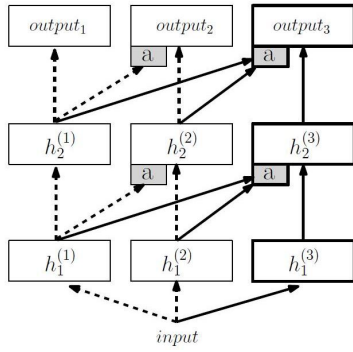 output₁ output₂ output₃
a a
h₂⁽¹⁾ h₂⁽²⁾ h₂⁽³⁾
a a
h₁⁽¹⁾ h₁⁽²⁾ h₁⁽³⁾
input